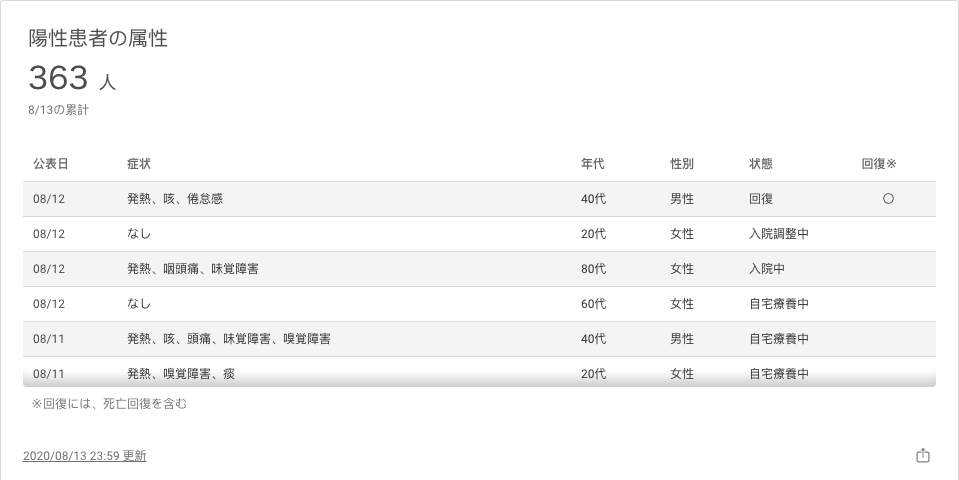 陽性患者の属性
363 人
8/13の累計
公表日 症状 年代 性別 状態 回復※
08/12 発熱、咳、倦怠感 40代 男性 回復 〇
08/12 なし 20代 女性 入院調整中
08/12 発熱、咽頭痛、味覚障害 80代 女性 入院中
08/12 なし 60代 女性 自宅療養中
08/11 発熱、咳、頭痛、味覚障害、嗅覚障害 40代 男性 自宅療養中
08/11 発熱、嗅覚障害、痰 20代 女性 自宅療養中
※回復には、死亡回復を含む
2020/08/13 23:59 更新